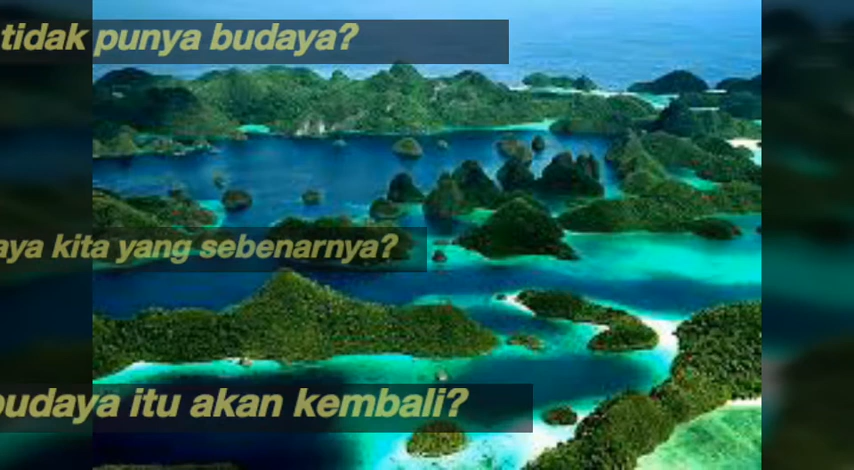 tidak punya budaya?
aya kita yang sebenarnya?
budaya itu akan kembali?